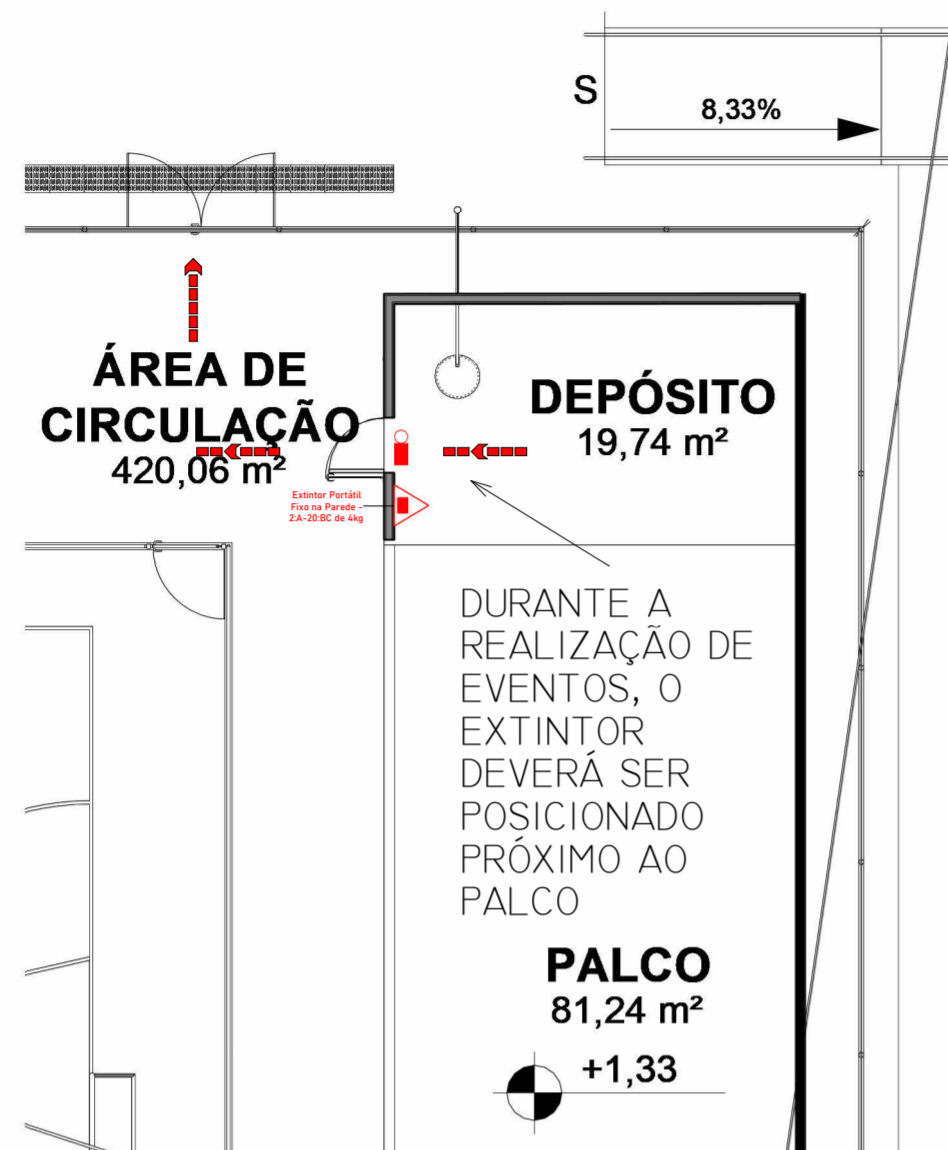 S
8,33%
ÁREA DE
CIRCULAÇÃO
420,06 m²
DEPÓSITO
19,74 m²
Extintor Portátil
Fixo na Parede -
2:A-20:BC de 4kg
DURANTE A
REALIZAÇÃO DE
EVENTOS, O
EXTINTOR
DEVERÁ SER
POSICIONADO
PRÓXIMO AO
PALCO
PALCO
81,24 m²
+1,33